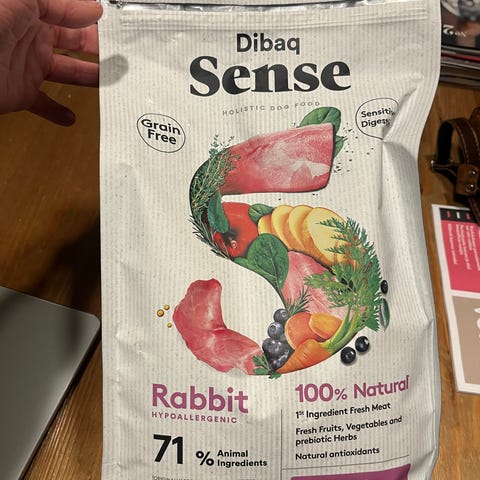 Dibaq
Sense
HOLISTIC DOG FOOD
Grain
Free
Rabbit
HYPOALLERGENIC
71 % Animal
Ingredients
100% Natural
1st Ingredient Fresh Meat
Fresh Fruits, Vegetables and
prebiotic Herbs
Natural antioxidants